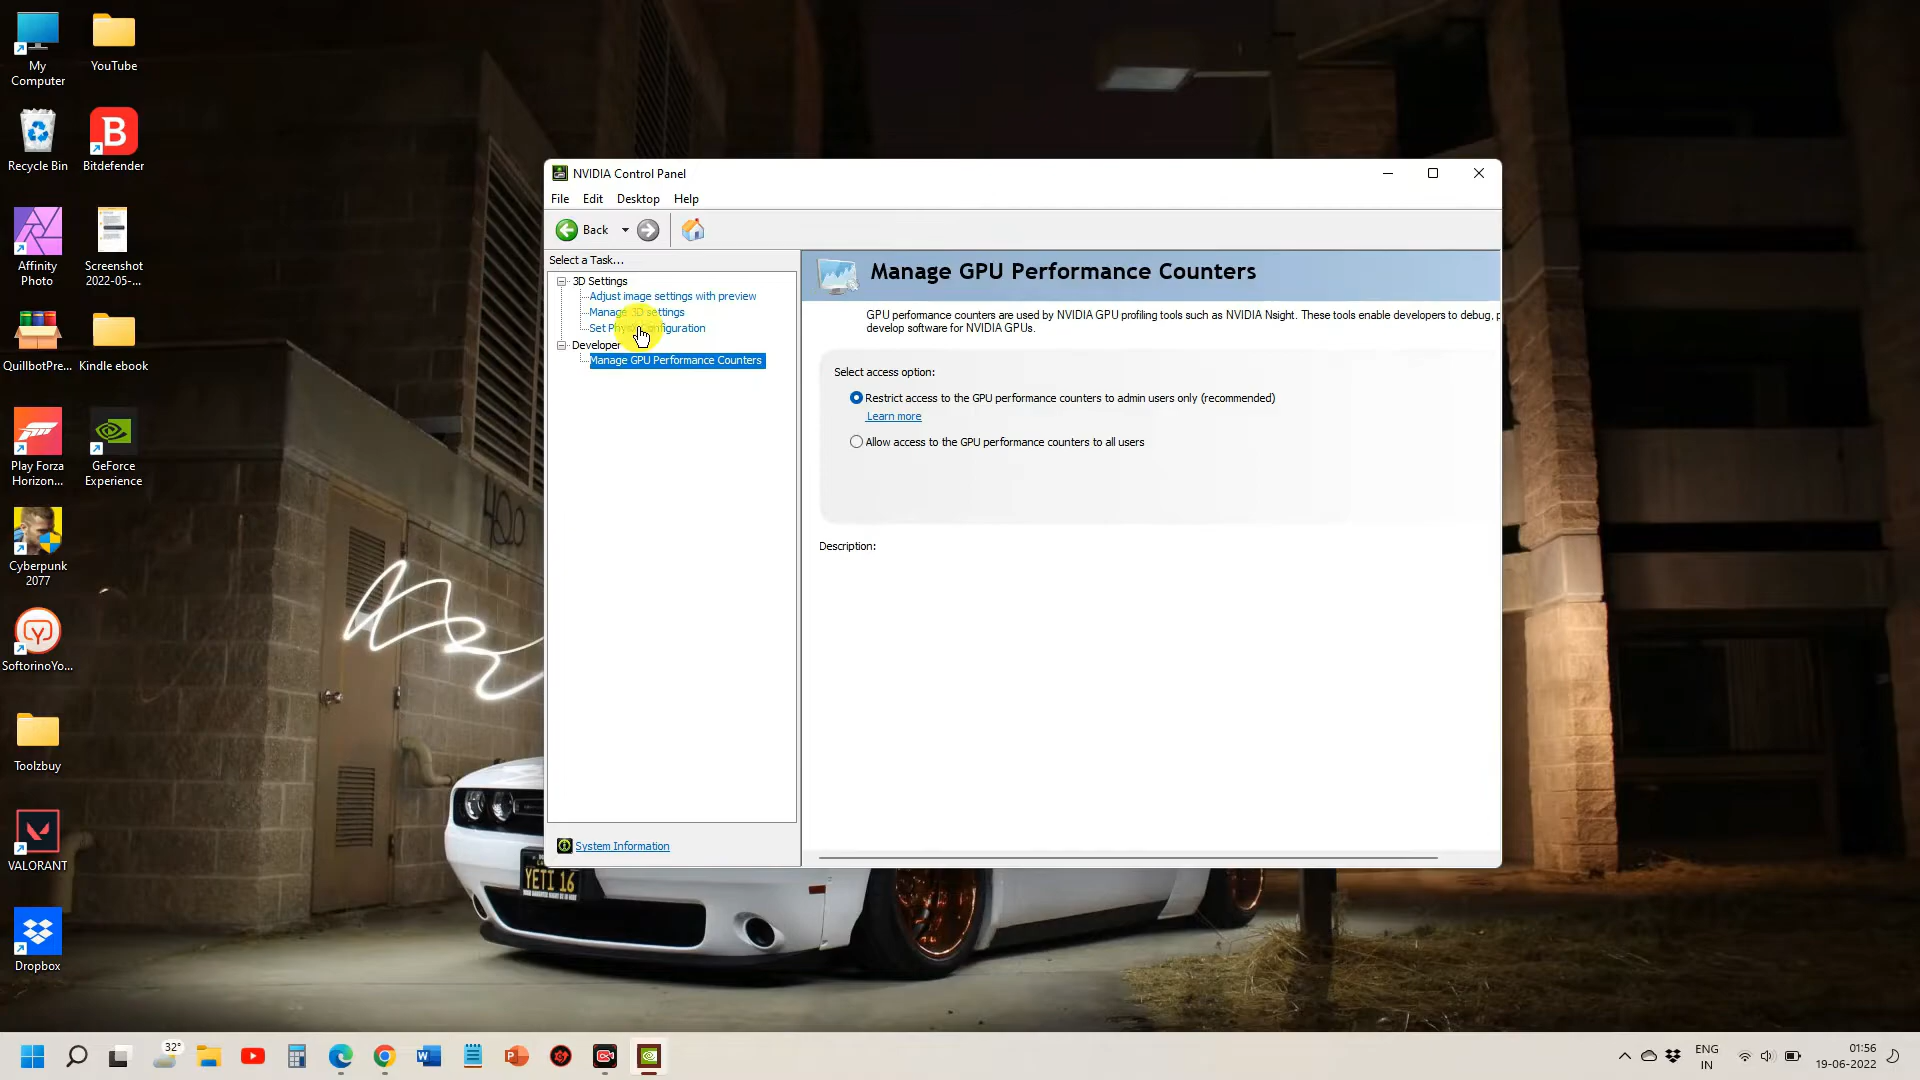 My
Computer
YouTube
Recycle Bin
Bitdefender
Affinity
Photo
Screenshot
2022-05-...
QuillbotPre...
Kindle ebook
Play Forza
Horizon...
GeForce
Experience
Cyberpunk
2077
SoftorinoYo...
Toolzbuy
VALORANT
Dropbox
NVIDIA Control Panel
File Edit Desktop Help
Back
Select a Task...
3D Settings
Adjust image settings with preview
Manage 3D settings
Set PhysX Configuration
Developer
Manage GPU Performance Counters
System Information
Manage GPU Performance Counters
GPU performance counters are used by NVIDIA GPU profiling tools such as NVIDIA Nsight. These tools enable developers to debug, p
develop software for NVIDIA GPUs.
Select access option:
Restrict access to the GPU performance counters to admin users only (recommended)
Learn more
Allow access to the GPU performance counters to all users
Description:
YETI 16
32°
ENG
IN
01:56
19-06-2022